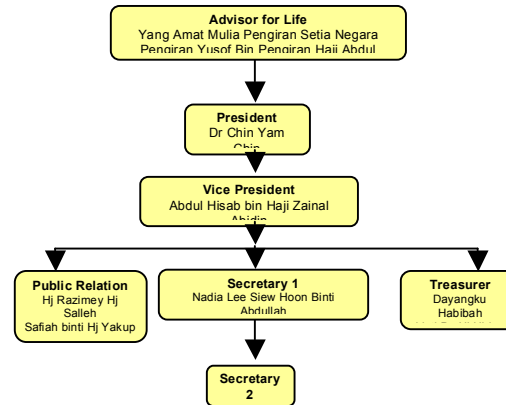 Advisor for Life
Yang Amat Mulia Pengiran Setia Negara
Pengiran Yusof Bin Pengiran Haji Abdul
President
Dr Chin Yam
Chin
Vice President
Abdul Hisab bin Haji Zainal
Abidin
Public Relation
Hj Razimey Hj
Salleh
Safiah binti Hj Yakup
Secretary 1
Nadia Lee Siew Hoon Binti
Abdullah
Treasurer
Dayangku
Habibah
Secretary
2